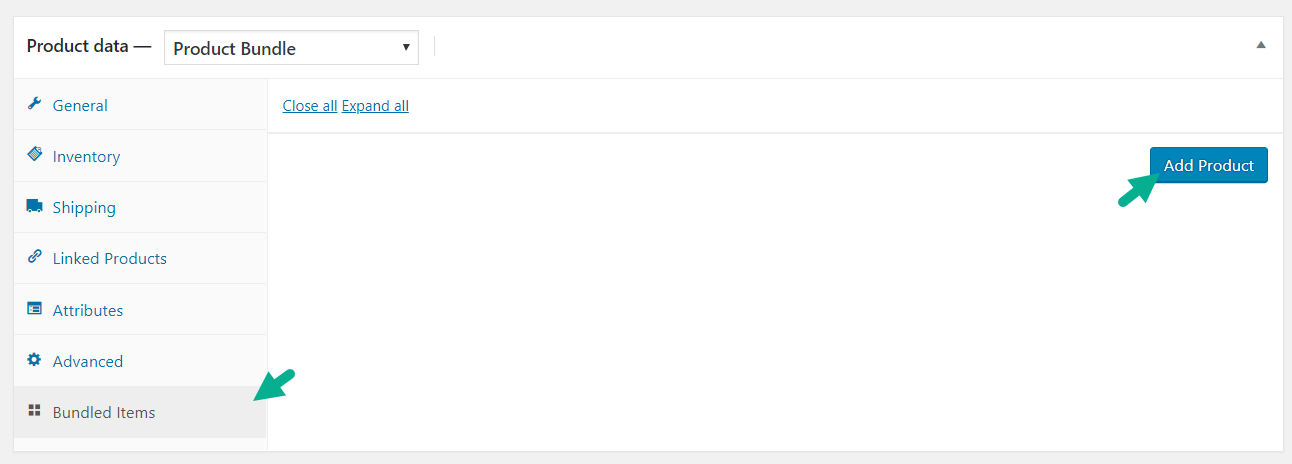 Product data — Product Bundle
General
Close all Expand all
Inventory
Add Product
Shipping
Linked Products
Attributes
Advanced
Bundled Items